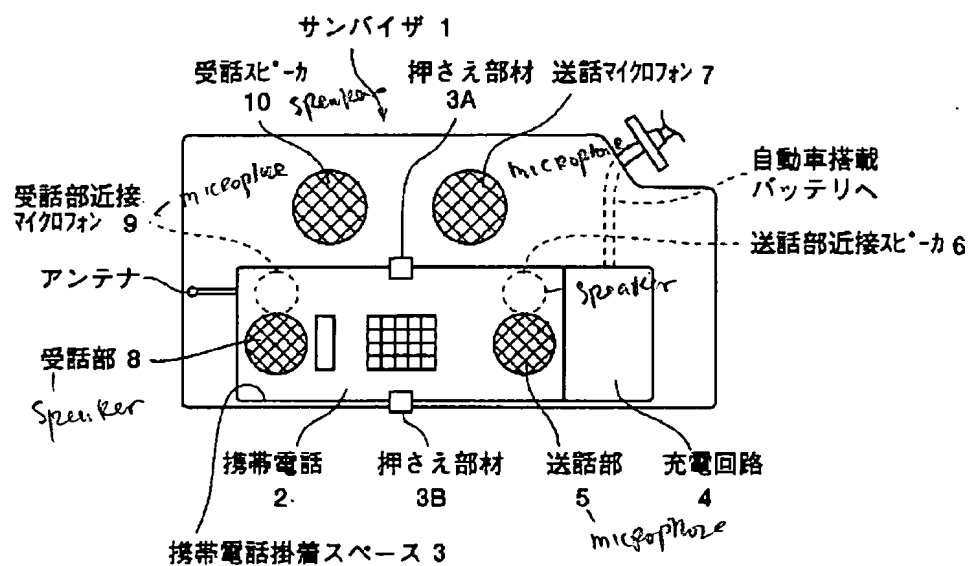 サンバイザ 1
受話スピーカ
10 speaker
押さえ部材
3A
送話マイクロフォン 7
microphone
自動車搭載
バッテリへ
受話部近接
マイクロフォン 9
microphone
送話部近接スピーカ 6
speaker
アンテナ
受話部 8
speaker
携帯電話
2.
押さえ部材
3B
送話部
5
microphone
充電回路
4
携帯電話掛着スペース 3